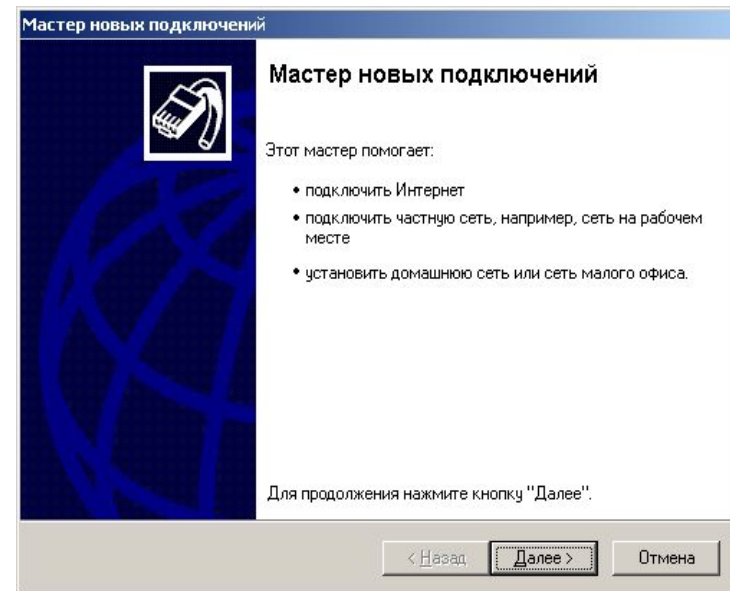 Мастер новых подключений
Мастер новых подключений
Этот мастер помогает:
• подключить Интернет
• подключить частную сеть, например, сеть на рабочем
месте
• установить домашнюю сеть или сеть малого офиса.
Для продолжения нажмите кнопку "Далее".
< Назад Далее > Отмена